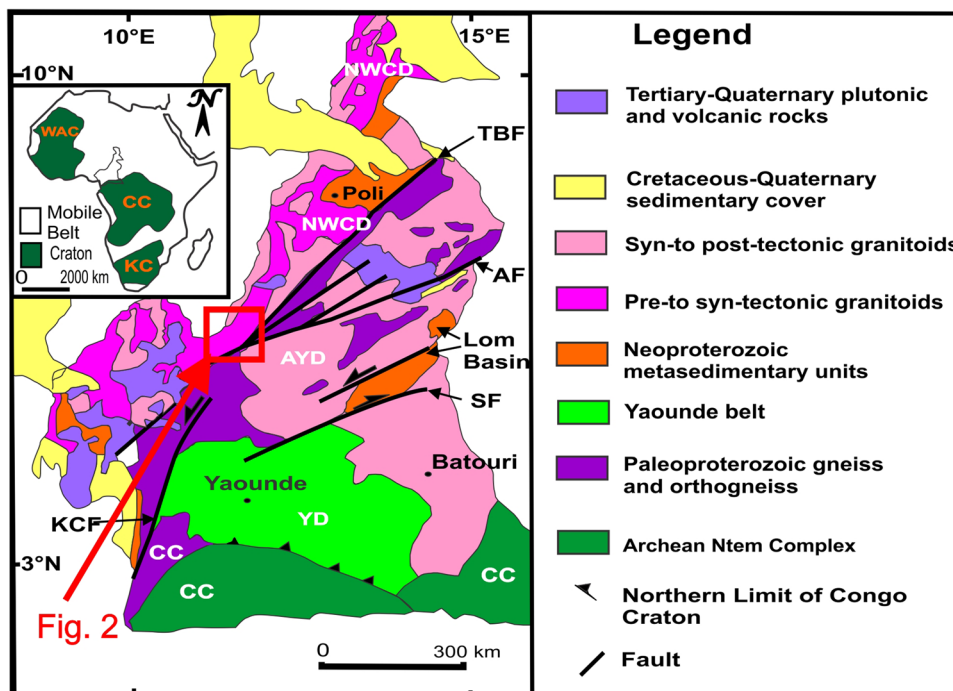 10°E
15°E
10°N
NWCD
N
WAC
CC
KC
Mobile
Belt
Craton
0 2000 km
TBF
Poli
NWCD
AF
AYD
Lom
Basin
SF
Batouri
Yaounde
YD
KCF
3°N
CC
CC
CC
Fig. 2
0 300 km
Legend
Tertiary-Quaternary plutonic
and volcanic rocks
Cretaceous-Quaternary
sedimentary cover
Syn-to post-tectonic granitoids
Pre-to syn-tectonic granitoids
Neoproterozoic
metasedimentary units
Yaounde belt
Paleoproterozoic gneiss
and orthogneiss
Archean Ntem Complex
Northern Limit of Congo
Craton
Fault